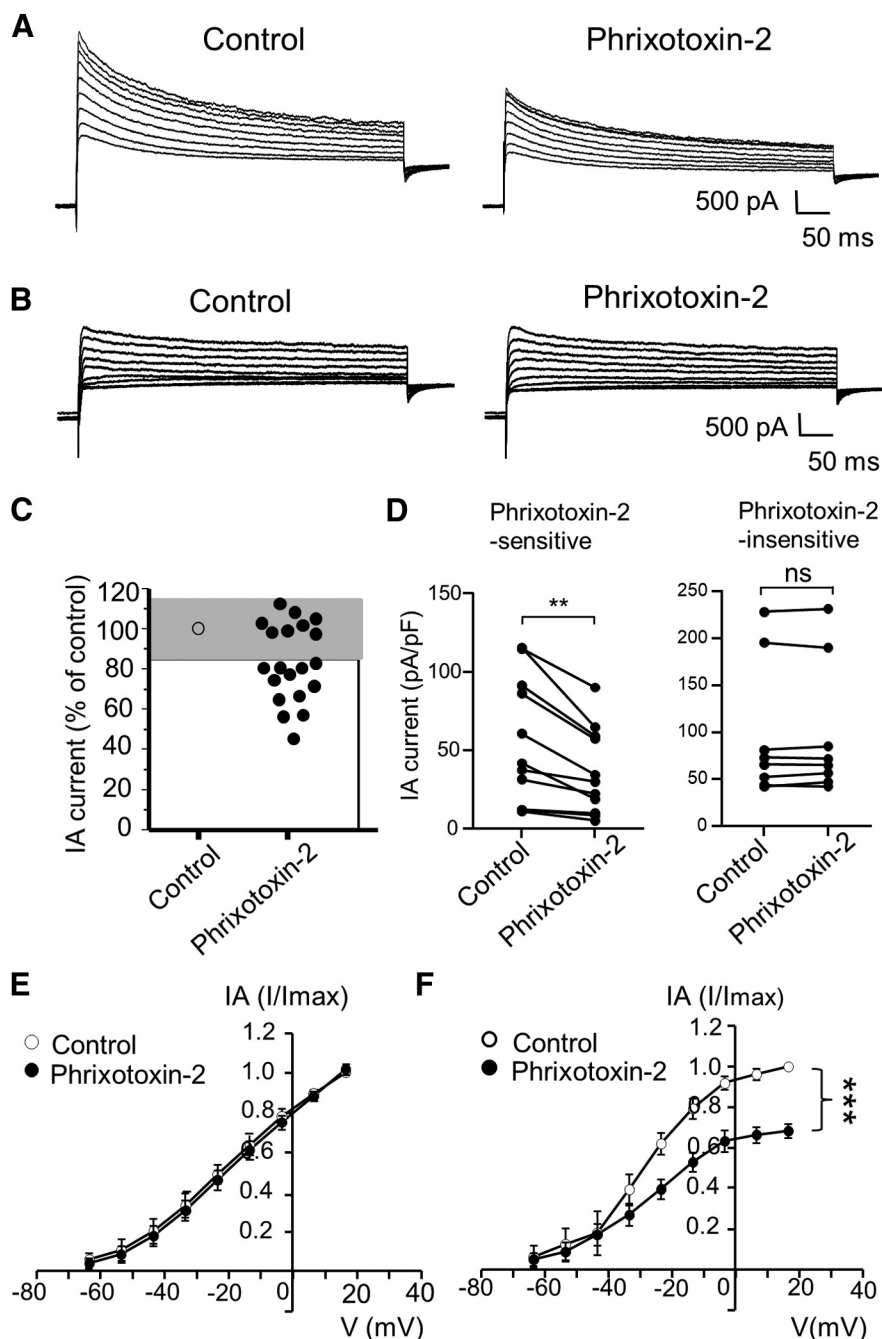 A
Control
Phrixotoxin-2
500 pA
50 ms
B
Control
Phrixotoxin-2
500 pA
50 ms
C
IA current (% of control)
120
100
80
60
40
20
0
Control
Phrixotoxin-2
D
Phrixotoxin-2
-sensitive
IA current (pA/pF)
150
100
50
0
**
Control
Phrixotoxin-2
Phrixotoxin-2
-insensitive
250
200
150
100
50
0
ns
Control
Phrixotoxin-2
E
IA (I/Imax)
Control
Phrixotoxin-2
1.2
1.0
0.8
0.6
0.4
0.2
-80 -60 -40 -20 0 20 40
V (mV)
F
IA (I/Imax)
Control
Phrixotoxin-2
1.2
1.0
0.8
0.6
0.4
0.2
***
-80 -60 -40 -20 0 20 40
V(mV)